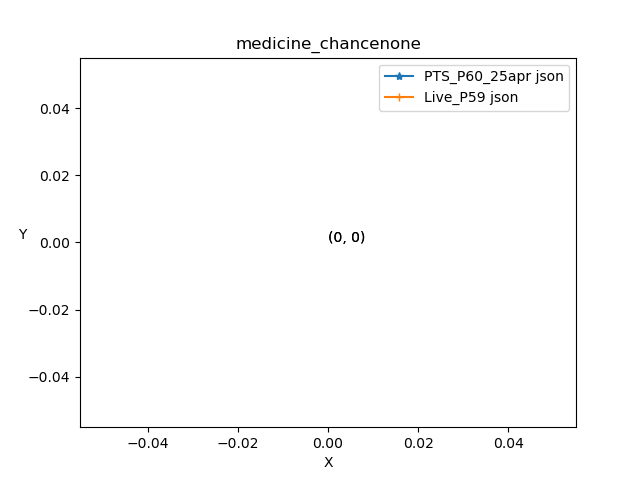 medicine_chancenone
PTS_P60_25apr json
Live_P59 json
0.04
0.02
(0, 0)
Y
0.00
−0.02
−0.04
−0.04 −0.02 0.00 0.02 0.04
X